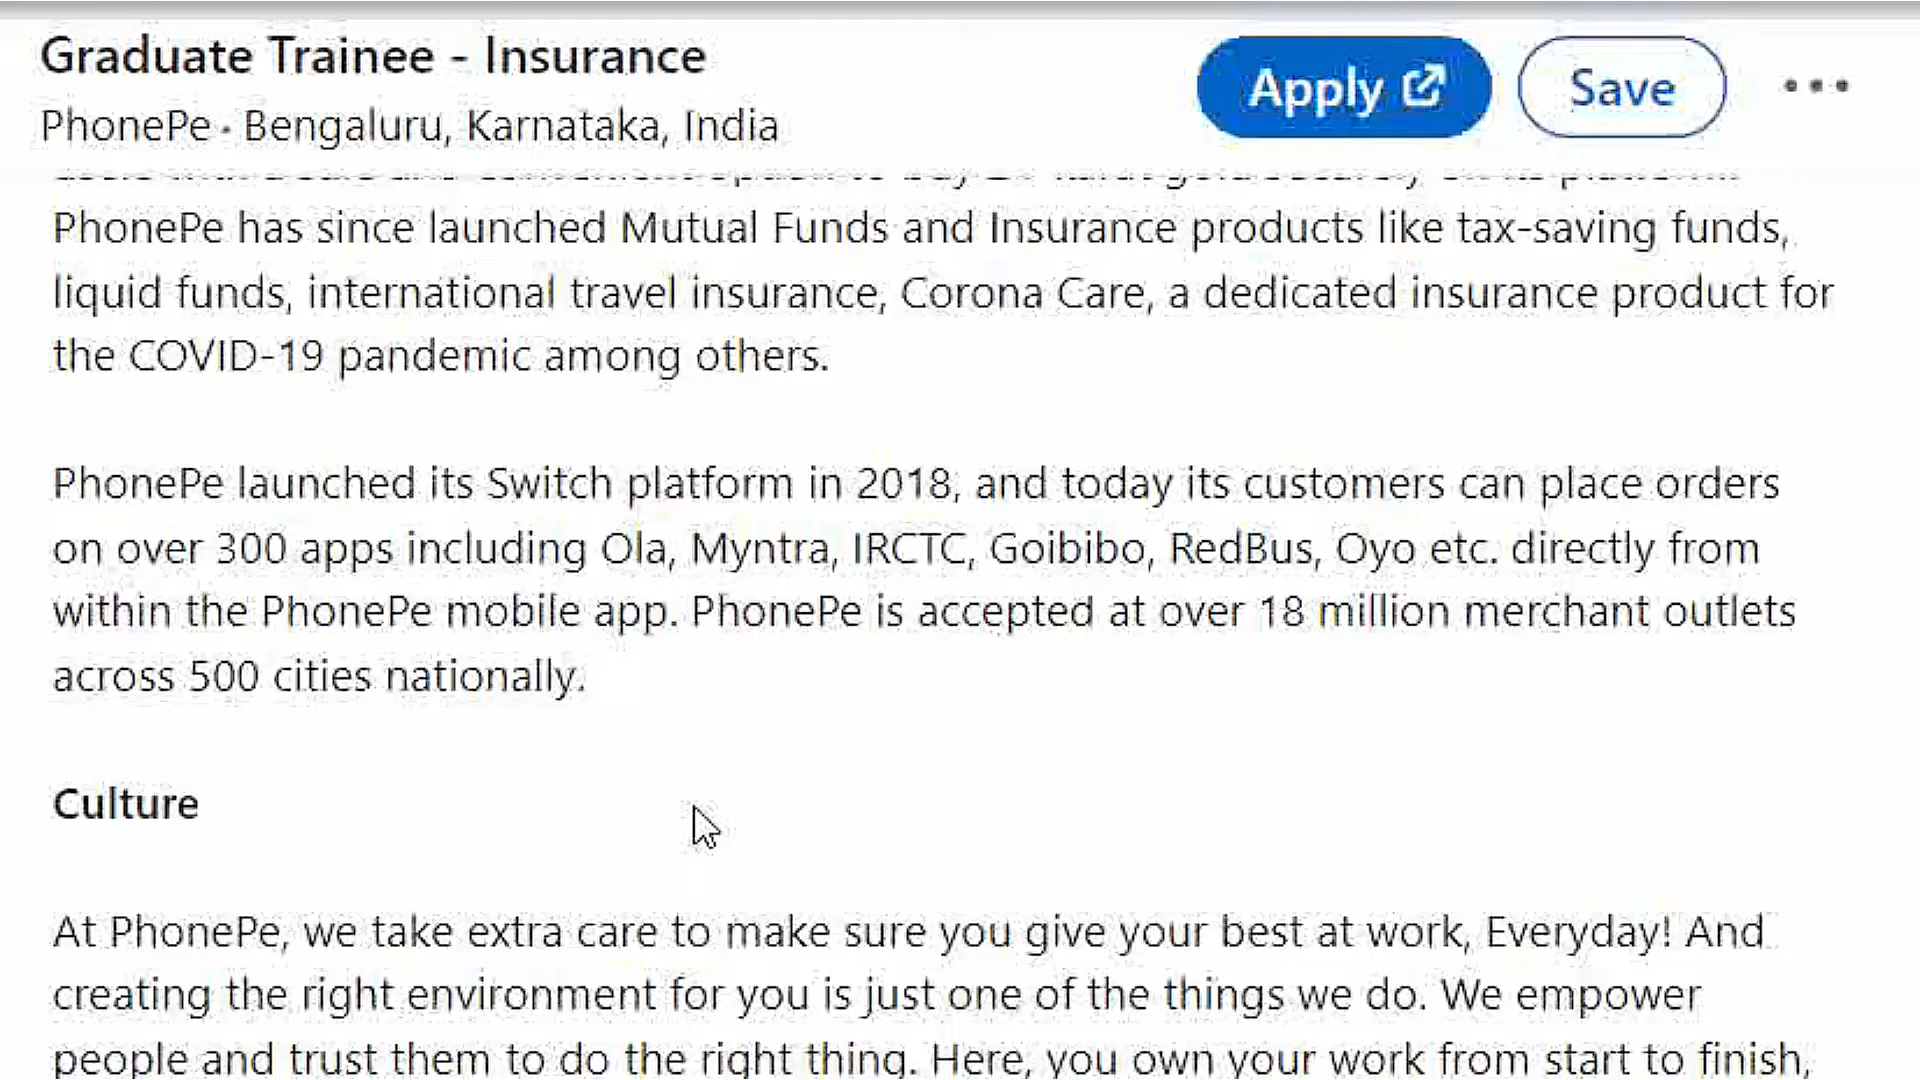 Graduate Trainee - Insurance
Apply
Save
PhonePe · Bengaluru, Karnataka, India
PhonePe has since launched Mutual Funds and Insurance products like tax-saving funds,
liquid funds, international travel insurance, Corona Care, a dedicated insurance product for
the COVID-19 pandemic among others.
PhonePe launched its Switch platform in 2018, and today its customers can place orders
on over 300 apps including Ola, Myntra, IRCTC, Goibibo, RedBus, Oyo etc. directly from
within the PhonePe mobile app. PhonePe is accepted at over 18 million merchant outlets
across 500 cities nationally.
Culture
At PhonePe, we take extra care to make sure you give your best at work, Everyday! And
creating the right environment for you is just one of the things we do. We empower
people and trust them to do the right thing. Here, you own your work from start to finish,